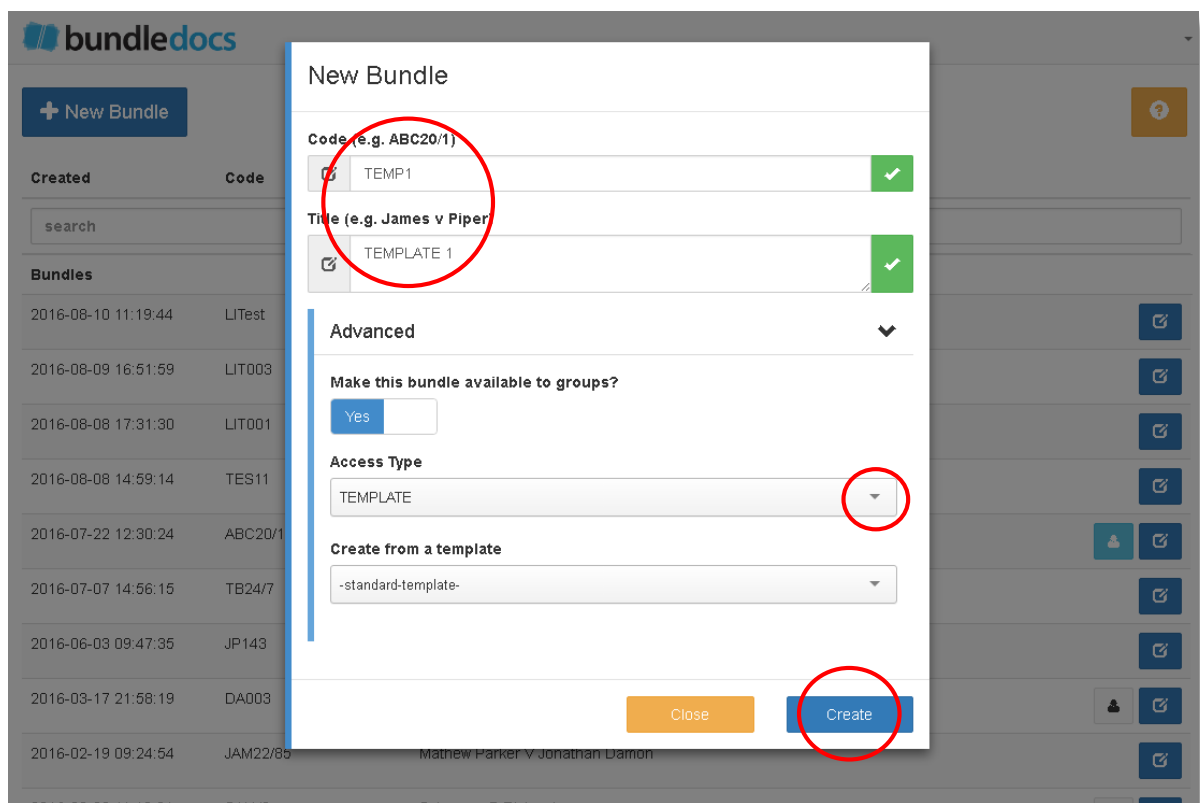 bundledocs
New Bundle
New Bundle
Code (e.g. ABC20/1)
TEMP1
Created Code
Title (e.g. James v Piper)
search
TEMPLATE 1
Bundles
2016-08-10 11:19:44 LITest
Advanced
2016-08-09 16:51:59 LIT003
Make this bundle available to groups?
Yes
2016-08-08 17:31:30 LIT001
Access Type
2016-08-08 14:59:14 TES11
TEMPLATE
2016-07-22 12:30:24 ABC20/1
Create from a template
-standard-template-
2016-07-07 14:56:15 TB24/7
2016-06-03 09:47:35 JP143
2016-03-17 21:58:19 DA003
Close Create
2016-02-19 09:24:54 JAM22/85 Mathew Parker V Jonathan Damon